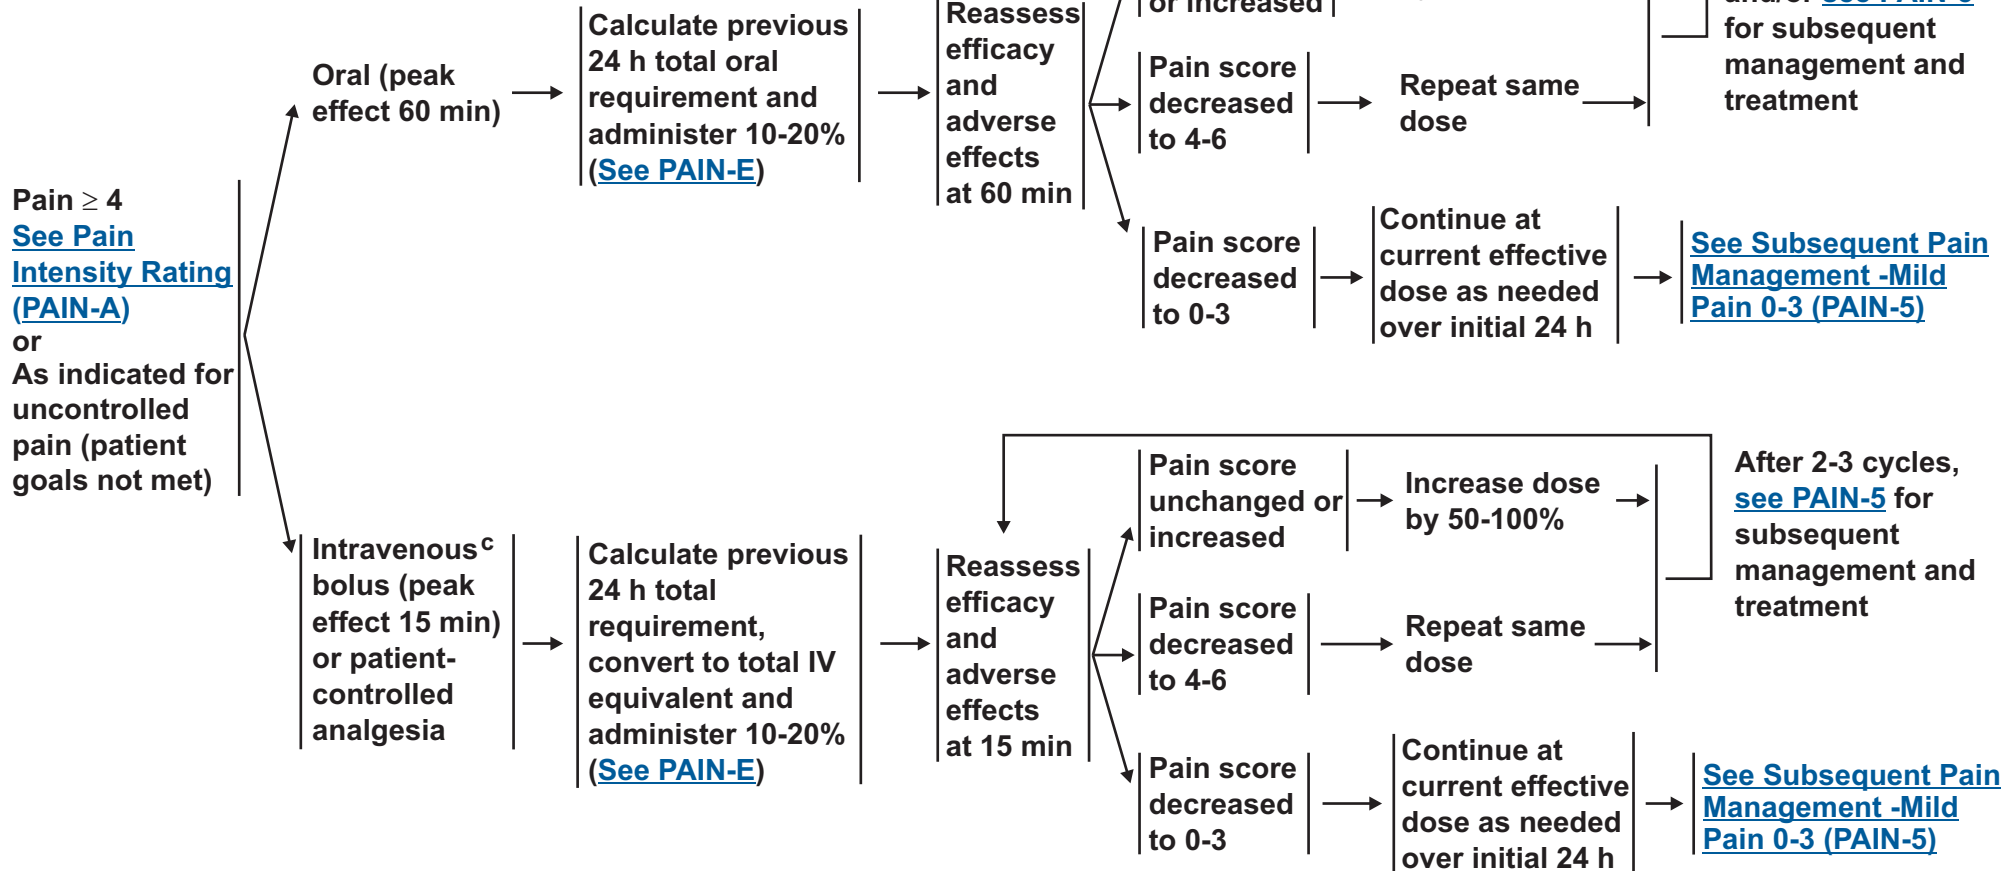 Pain ≥ 4
See Pain
Intensity Rating
(PAIN-A)
or
As indicated for
uncontrolled
pain (patient
goals not met)
Oral (peak
effect 60 min)
Calculate previous
24 h total oral
requirement and
administer 10-20%
(See PAIN-E)
Reassess
efficacy
and
adverse
effects
at 60 min
or increased
Pain score
decreased
to 4-6
Repeat same
dose
for subsequent
management and
treatment
Pain score
decreased
to 0-3
Continue at
current effective
dose as needed
over initial 24 h
See Subsequent Pain
Management -Mild
Pain 0-3 (PAIN-5)
Intravenous c
bolus (peak
effect 15 min)
or patient-
controlled
analgesia
Calculate previous
24 h total
requirement,
convert to total IV
equivalent and
administer 10-20%
(See PAIN-E)
Reassess
efficacy
and
adverse
effects
at 15 min
Pain score
unchanged or
increased
Increase dose
by 50-100%
Pain score
decreased
to 4-6
Repeat same
dose
After 2-3 cycles,
see PAIN-5 for
subsequent
management and
treatment
Pain score
decreased
to 0-3
Continue at
current effective
dose as needed
over initial 24 h
See Subsequent Pain
Management -Mild
Pain 0-3 (PAIN-5)